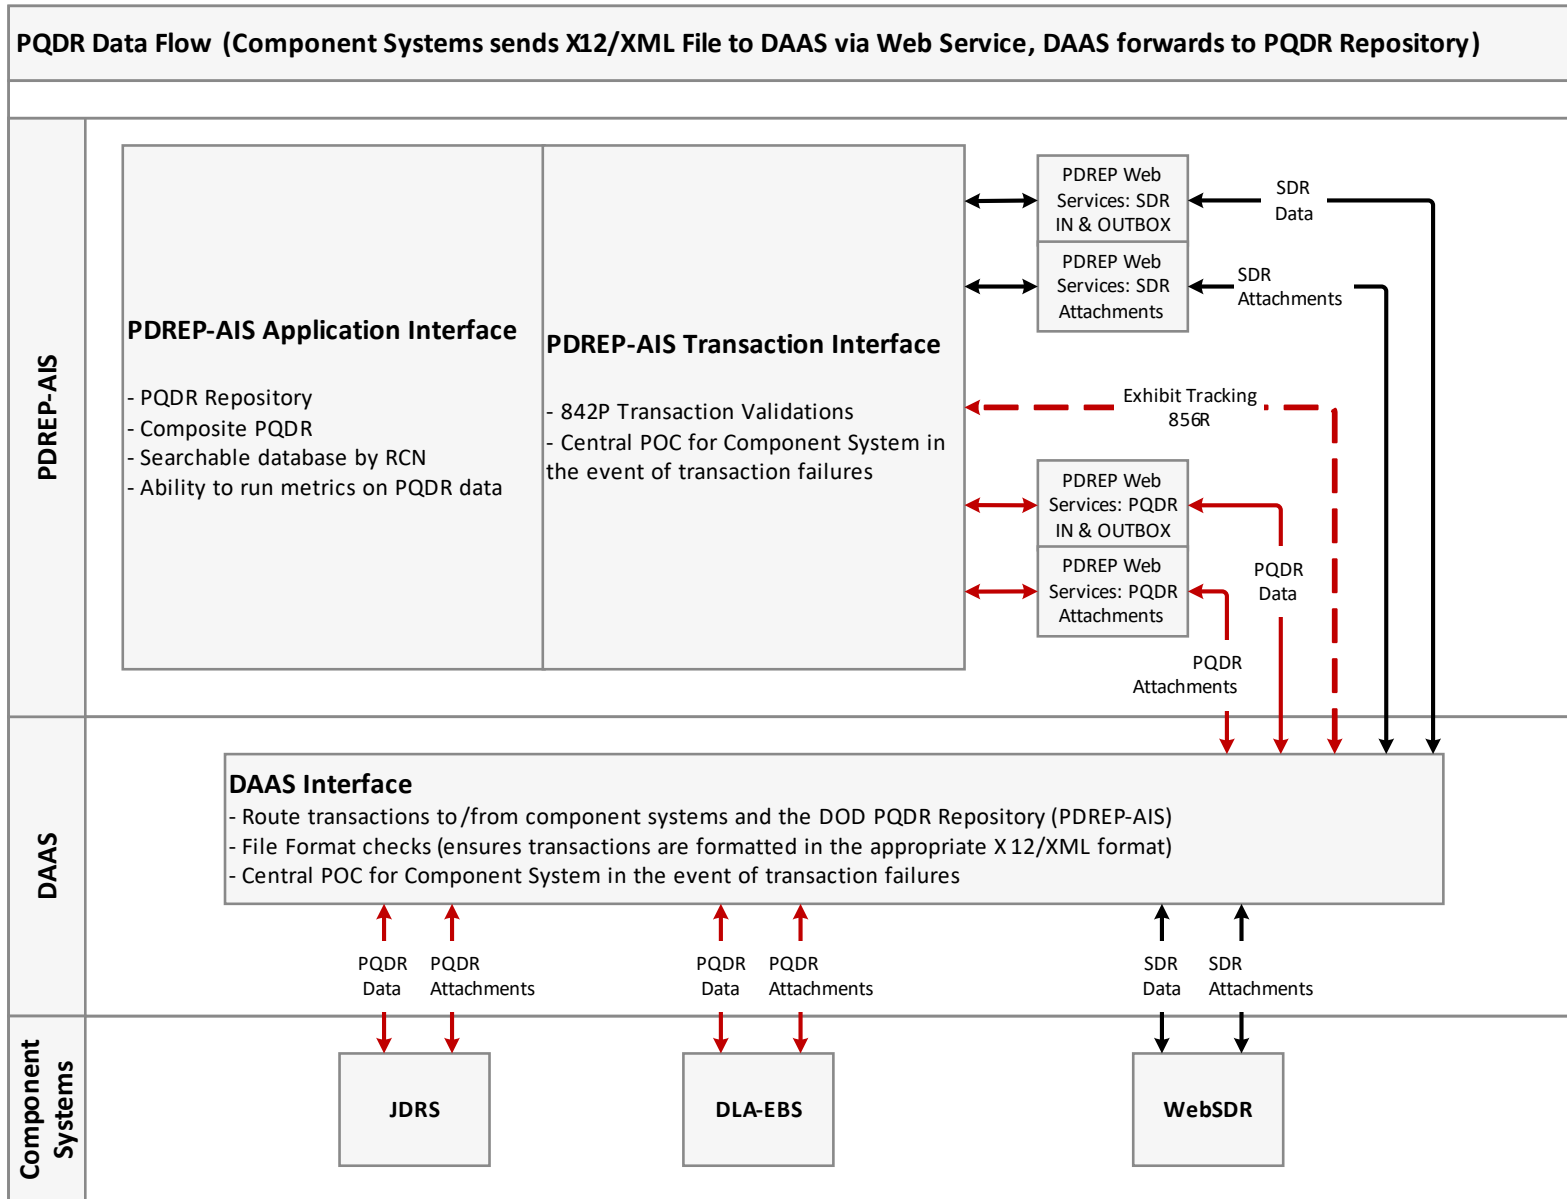 PQDR Data Flow (Component Systems sends X12/XML File to DAAS via Web Service, DAAS forwards to PQDR Repository)
PDREP-AIS
PDREP-AIS Application Interface
- PQDR Repository
- Composite PQDR
- Searchable database by RCN
- Ability to run metrics on PQDR data
PDREP-AIS Transaction Interface
- 842P Transaction Validations
- Central POC for Component System in
the event of transaction failures
PDREP Web
Services: SDR
IN & OUTBOX
SDR
Data
PDREP Web
Services: SDR
Attachments
SDR
Attachments
Exhibit Tracking
856R
PDREP Web
Services: PQDR
IN & OUTBOX
PQDR
Data
PDREP Web
Services: PQDR
Attachments
PQDR
Attachments
DAAS
DAAS Interface
- Route transactions to/from component systems and the DOD PQDR Repository (PDREP-AIS)
- File Format checks (ensures transactions are formatted in the appropriate X12/XML format)
- Central POC for Component System in the event of transaction failures
PQDR
Data
PQDR
Attachments
PQDR
Data
PQDR
Attachments
SDR
Data
SDR
Attachments
Component
Systems
JDRS
DLA-EBS
WebSDR